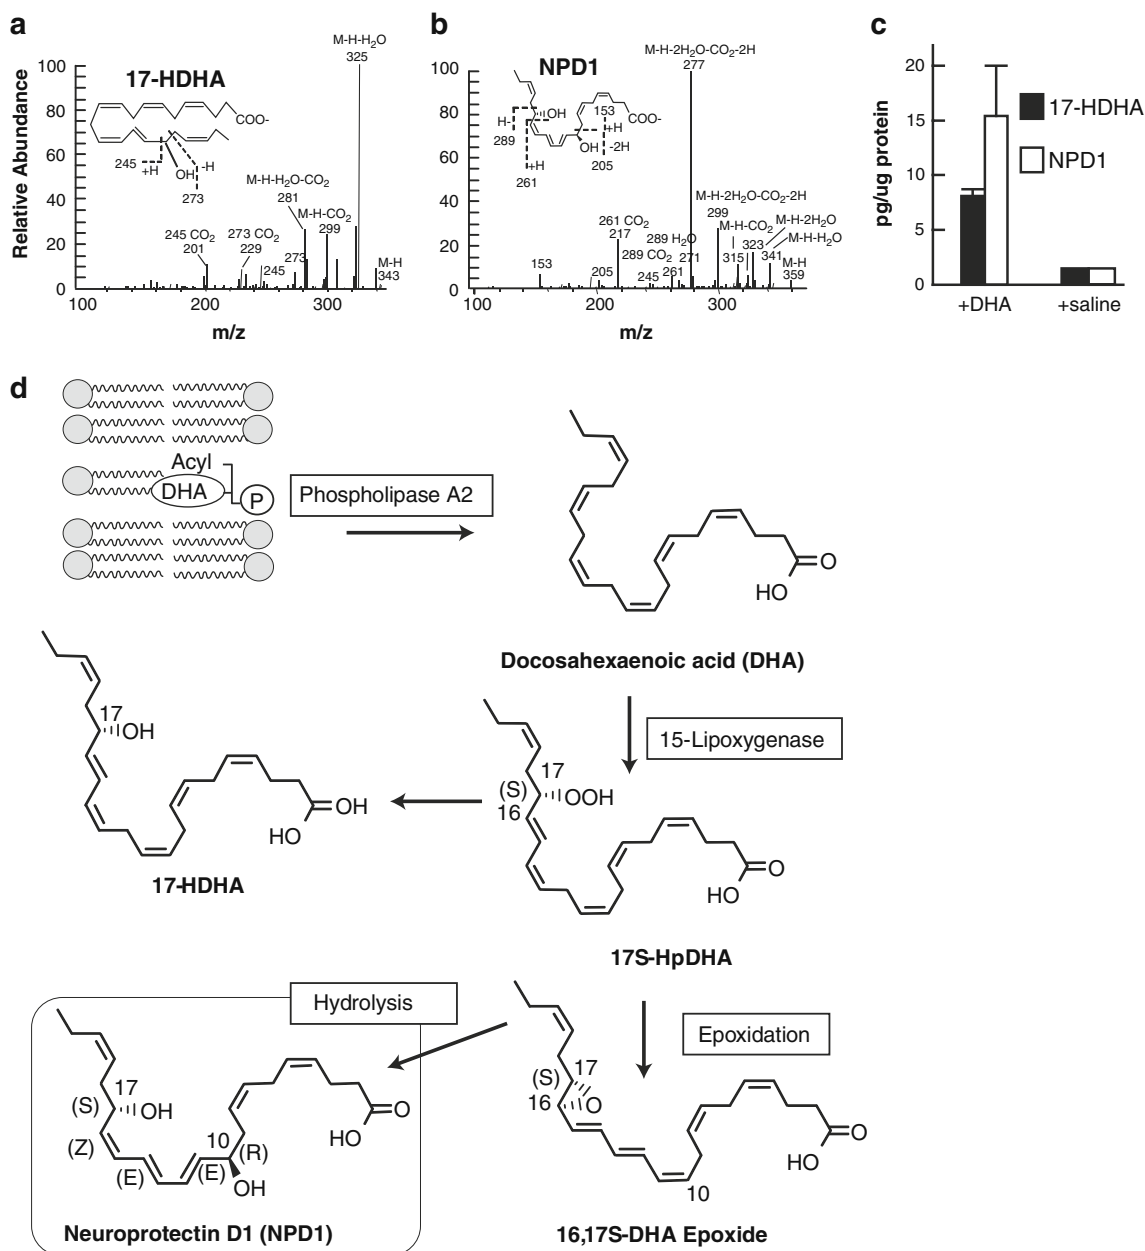 a
Relative Abundance
100
80
60
40
20
0
17-HDHA
COO-
245
+H
OH
-H
273
M-H-H2O
325
M-H-H2O-CO2
281
M-H-CO2
299
245 CO2
201
273 CO2
229
245
273
M-H
343
100
200
300
m/z
b
100
80
60
40
20
0
NPD1
M-H-2H2O-CO2-2H
277
OH
H-
289
+H
261
153
COO-
+H
-2H
OH
205
M-H-2H2O-CO2-2H
299
M-H-CO2
315
323
M-H-2H2O
M-H-H2O
341
M-H
359
261 CO2
217
289 H2O
271
289 CO2
153
205
245
261
100
200
300
m/z
c
pg/ug protein
20
15
10
5
0
17-HDHA
NPD1
+DHA
+saline
d
Acyl
DHA
P
Phospholipase A2
O
HO
Docosahexaenoic acid (DHA)
15-Lipoxygenase
17
OH
OH
HO
17-HDHA
(S)
17
16
OOH
O
HO
17S-HpDHA
Hydrolysis
Epoxidation
(S)
17
OH
(Z)
(E)
10
(E)
(R)
OH
O
HO
Neuroprotectin D1 (NPD1)
(S)
17
16
O
10
O
HO
16,17S-DHA Epoxide